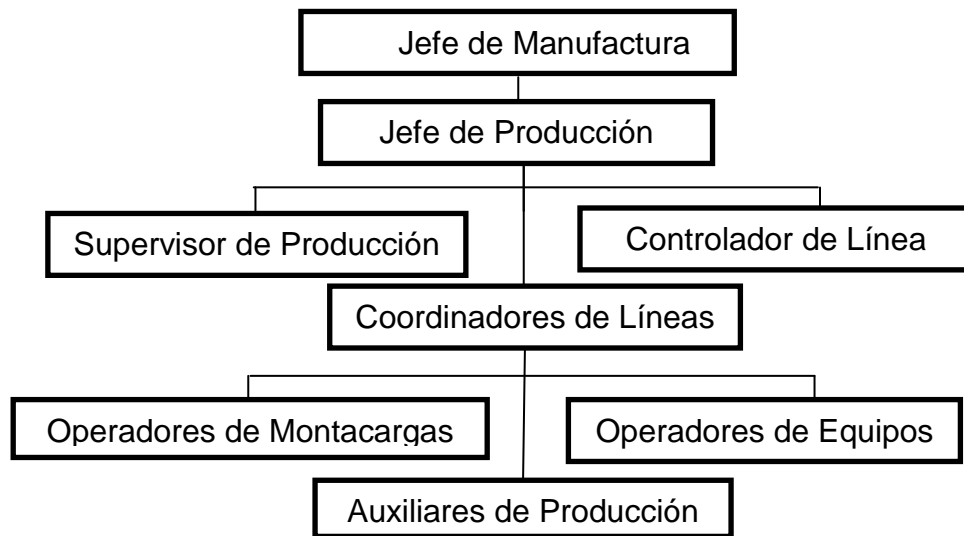 Jefe de Manufactura
Jefe de Producción
Supervisor de Producción
Controlador de Línea
Coordinadores de Líneas
Operadores de Montacargas
Operadores de Equipos
Auxiliares de Producción